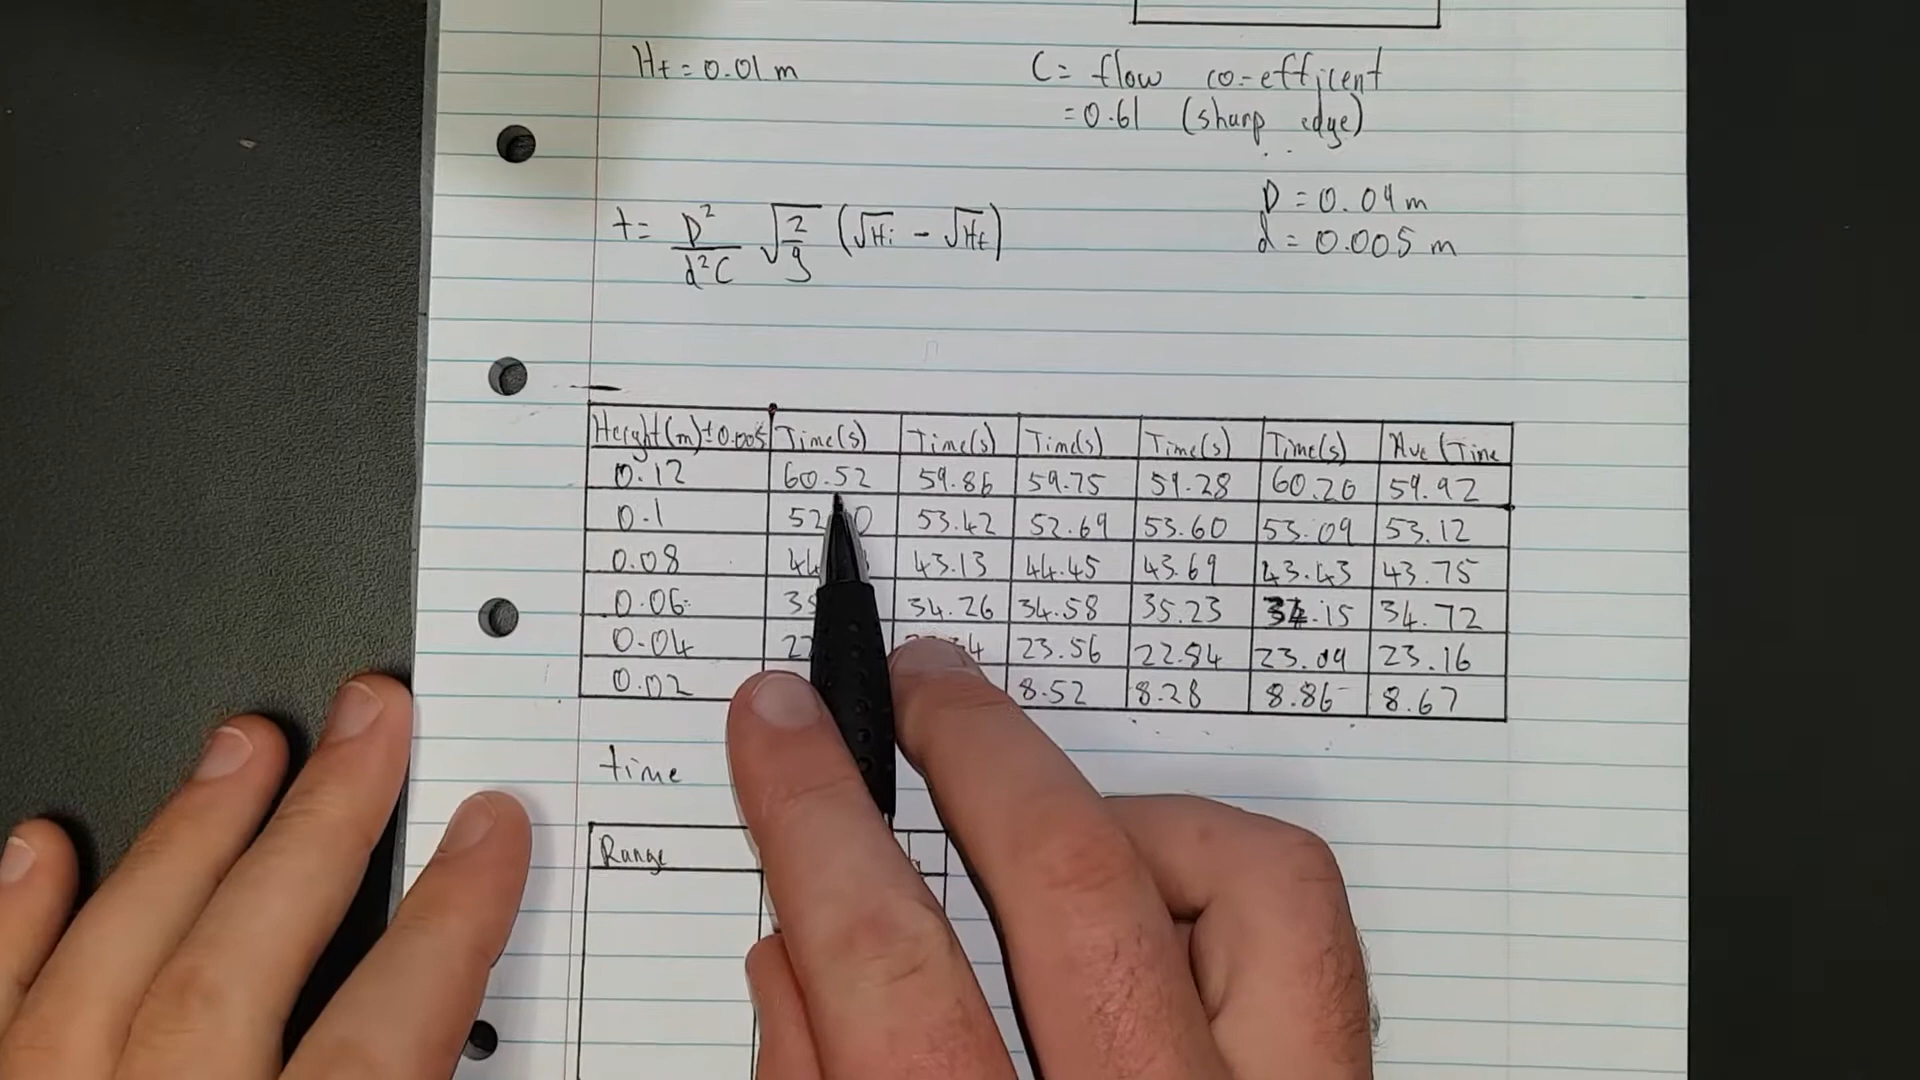 Ht = 0.01 m
C = flow co-efficent
= 0.61 (sharp edge)
D = 0.04 m
d = 0.005 m
t = D² / d²C √2/g (√Hi - √Hf)
Height(m)±0.005 Time(s) Time(s) Time(s) Time(s) Time(s) Ave (Time
0.12 60.52 59.86 59.75 59.28 60.20 59.92
0.1 53.42 52.69 53.60 53.09 53.12
0.08 43.13 44.45 43.69 43.43 43.75
0.06 34.26 34.58 35.23 34.15 34.72
0.04 23.56 22.84 23.09 23.16
0.02 8.52 8.28 8.86 8.67
time
Range